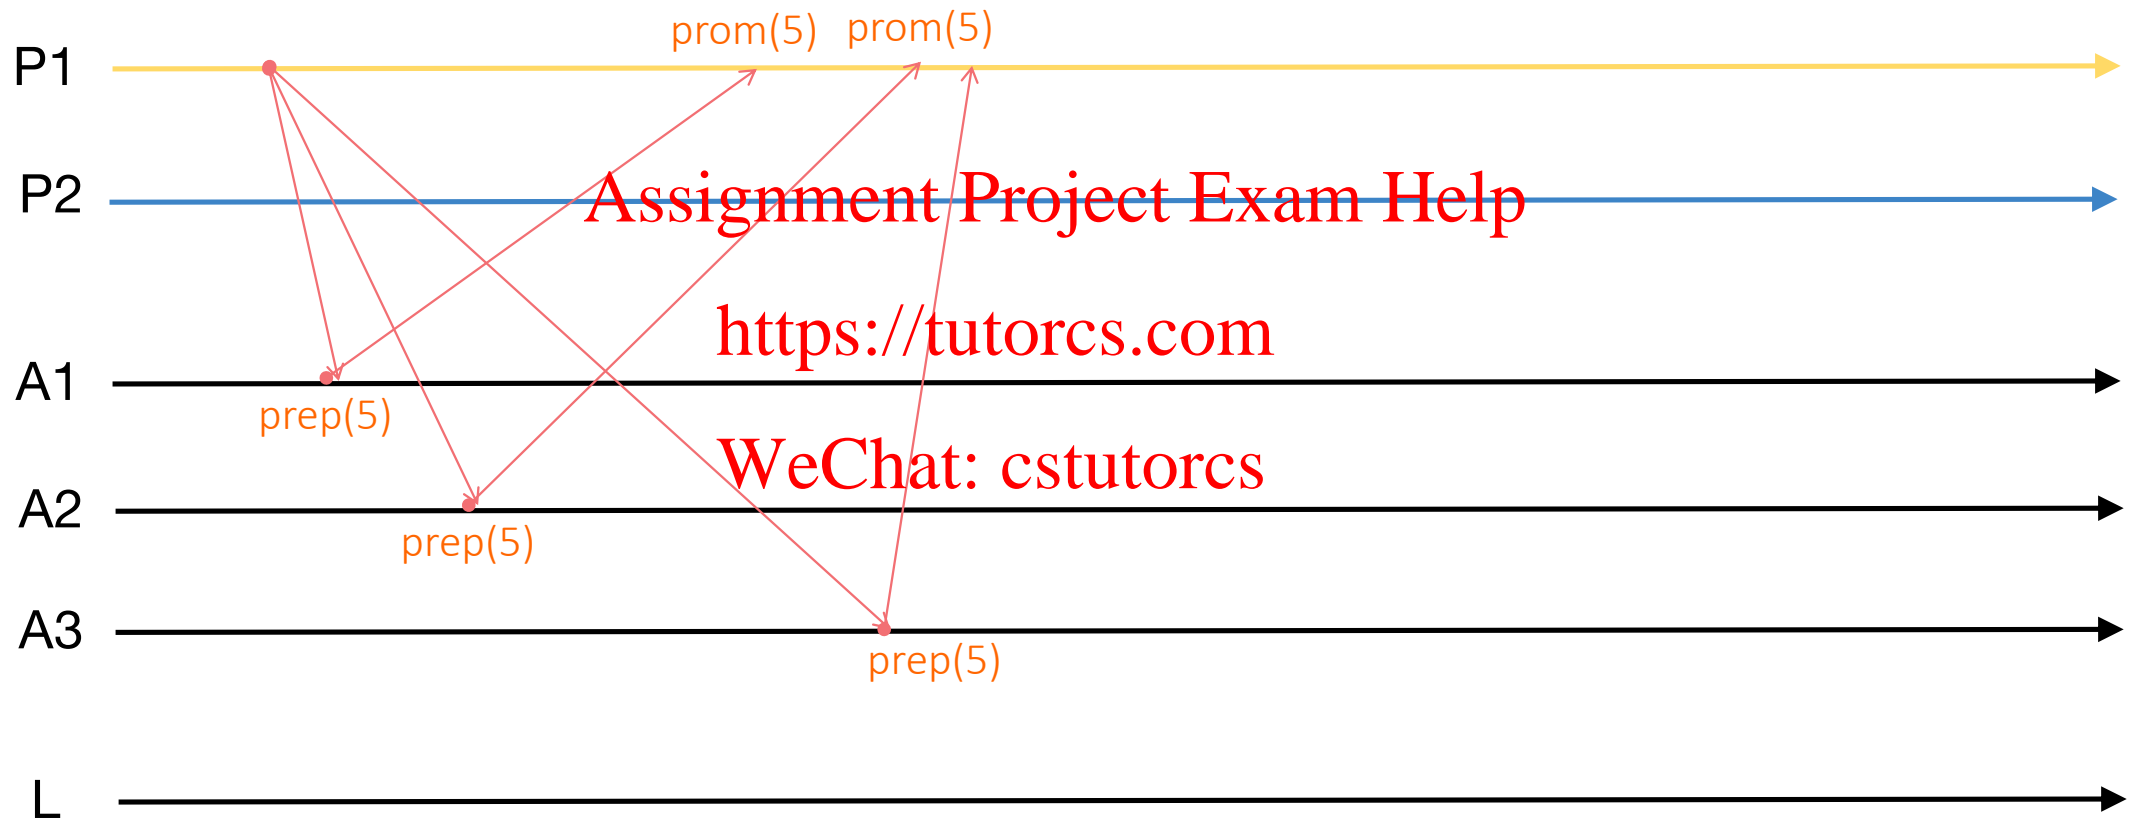 prom(5) prom(5)
P1
P2
Assignment Project Exam Help
https://tutorcs.com
A1
prep(5)
WeChat: cstutorcs
A2
prep(5)
A3
prep(5)
L